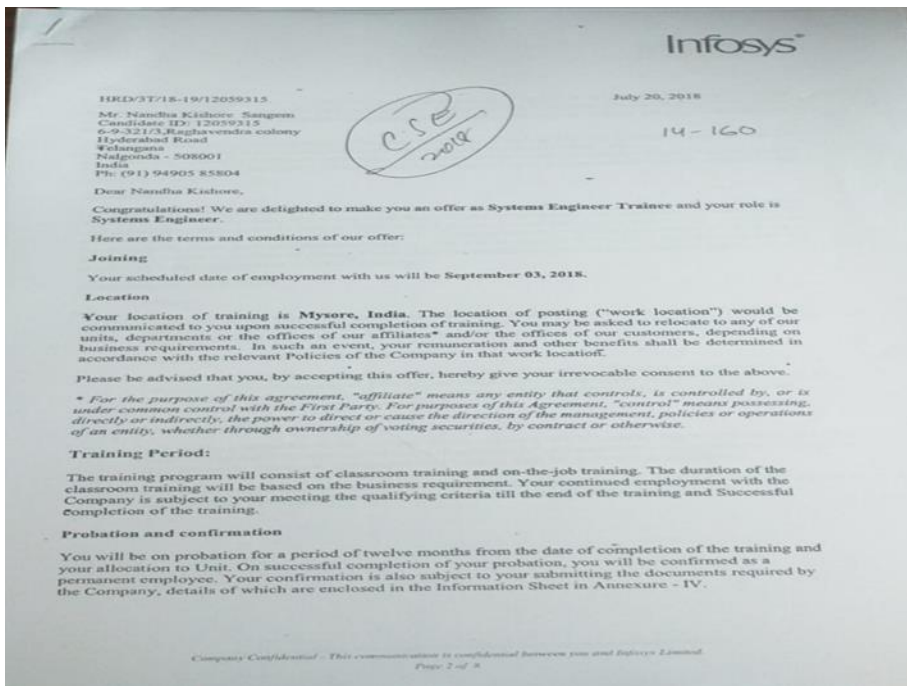 Infosys®
HRD/3T/18-19/12059315
July 20, 2018
Mr. Nandha Kishore Sangem
Candidate ID: 12059315
6-9-321/3,Raghavendra colony
Hyderabad Road
Telangana
Nalgonda - 508001
India
Ph: (91) 94905 85804
CSE
2018
14-160
Dear Nandha Kishore,
Congratulations! We are delighted to make you an offer as Systems Engineer Trainee and your role is
Systems Engineer.
Here are the terms and conditions of our offer:
Joining
Your scheduled date of employment with us will be September 03, 2018.
Location
Your location of training is Mysore, India. The location of posting ("work location") would be
communicated to you upon successful completion of training. You may be asked to relocate to any of our
units, departments or the offices of our affiliates* and/or the offices of our customers, depending on
business requirements. In such an event, your remuneration and other benefits shall be determined in
accordance with the relevant Policies of the Company in that work location.
Please be advised that you, by accepting this offer, hereby give your irrevocable consent to the above.
* For the purpose of this agreement, "affiliate" means any entity that controls, is controlled by, or is
under common control with the First Party. For purposes of this Agreement, "control" means possessing,
directly or indirectly, the power to direct or cause the direction of the management, policies or operations
of an entity, whether through ownership of voting securities, by contract or otherwise.
Training Period:
The training program will consist of classroom training and on-the-job training. The duration of the
classroom training will be based on the business requirement. Your continued employment with the
Company is subject to your meeting the qualifying criteria till the end of the training and Successful
completion of the training.
Probation and confirmation
You will be on probation for a period of twelve months from the date of completion of the training and
your allocation to Unit. On successful completion of your probation, you will be confirmed as a
permanent employee. Your confirmation is also subject to your submitting the documents required by
the Company, details of which are enclosed in the Information Sheet in Annexure - IV.
Company Confidential - This communication is confidential between you and Infosys Limited.
Page 2 of 8